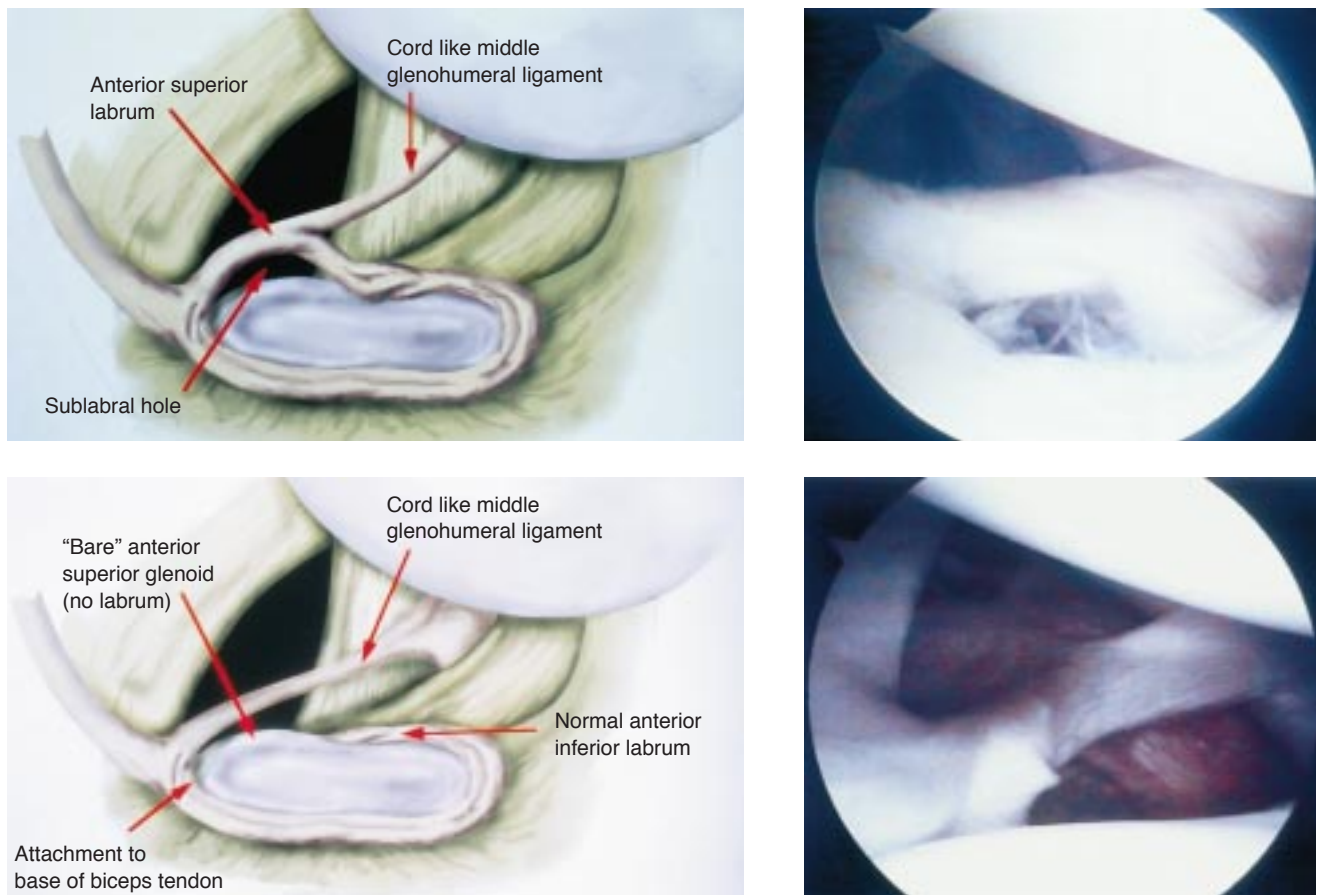 Cord like middle
glenohumeral ligament
Anterior superior
labrum
Sublabral hole
Cord like middle
glenohumeral ligament
“Bare” anterior
superior glenoid
(no labrum)
Normal anterior
inferior labrum
Attachment to
base of biceps tendon